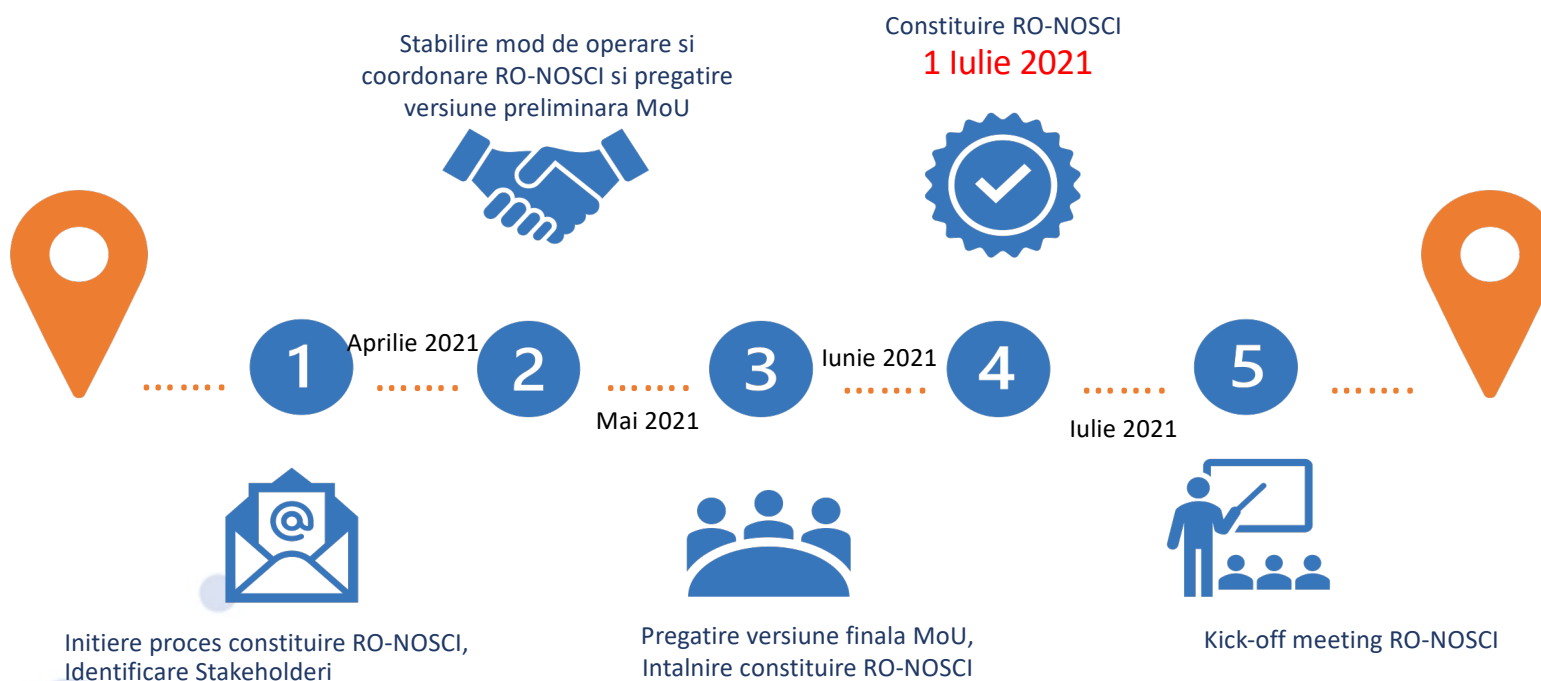 Stabilire mod de operare si
coordonare RO-NOSCI si pregatire
versiune preliminara MoU
Constituire RO-NOSCI
1 Iulie 2021
1
Aprilie 2021
2
Mai 2021
3
Iunie 2021
4
Iulie 2021
5
@
Initiere proces constituire RO-NOSCI,
Identificare Stakeholderi
Pregatire versiune finala MoU,
Intalnire constituire RO-NOSCI
Kick-off meeting RO-NOSCI